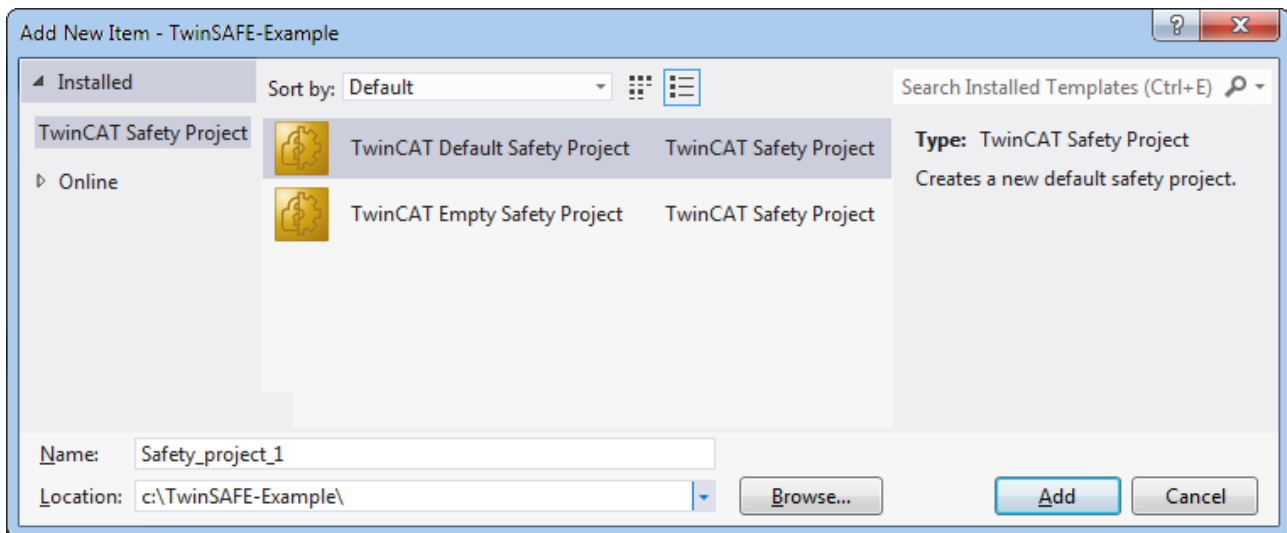 Add New Item - TwinSAFE-Example
Installed
TwinCAT Safety Project
Online
Sort by: Default
Search Installed Templates (Ctrl+E)
TwinCAT Default Safety Project TwinCAT Safety Project
TwinCAT Empty Safety Project TwinCAT Safety Project
Type: TwinCAT Safety Project
Creates a new default safety project.
Name: Safety_project_1
Location: c:\TwinSAFE-Example\
Browse...
Add
Cancel